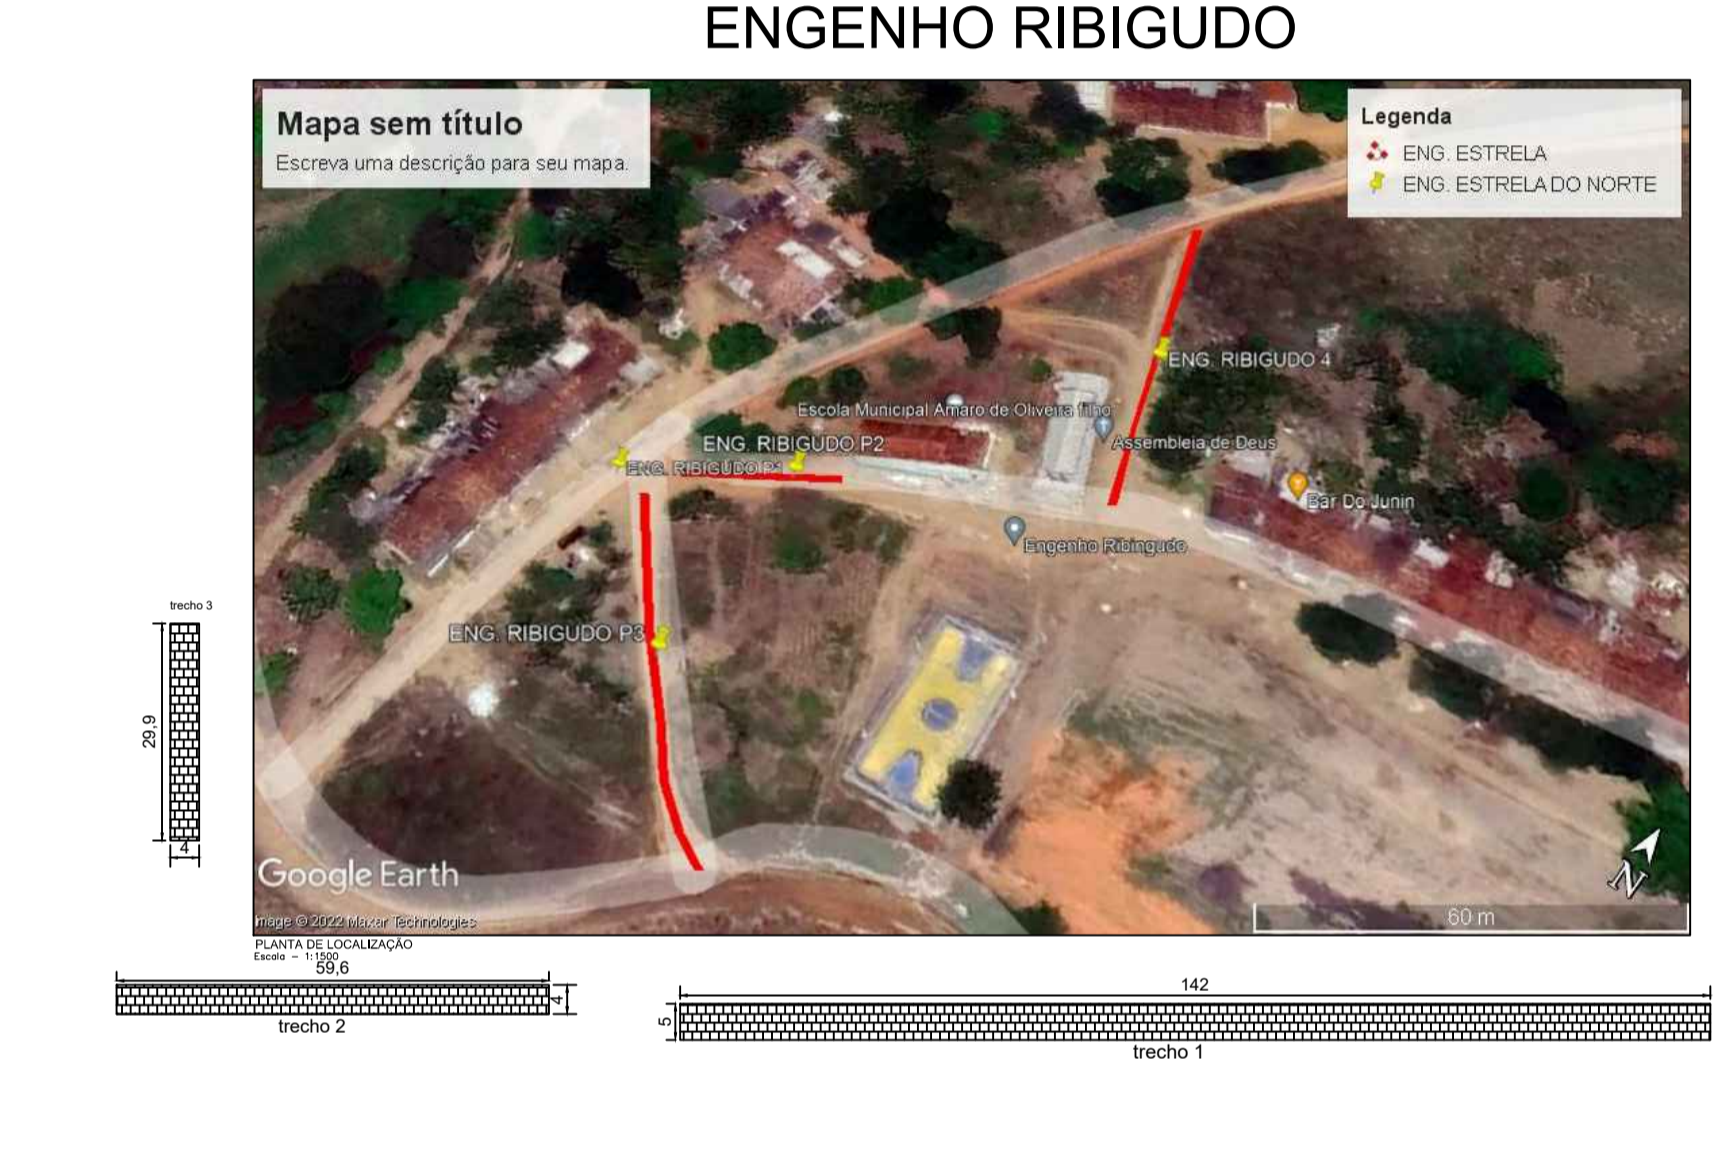 ENGENHO RIBIGUDO
Mapa sem título
Escreva uma descrição para seu mapa.
Legenda
ENG. ESTRELA
ENG. ESTRELA DO NORTE
ENG. RIBIGUDO 4
Escola Municipal Amaro de Oliveira filho
Assembleia de Deus
ENG. RIBIGUDO P2
ENG. RIBIGUDO P1
Bar Do Junin
Engenho Ribingudo
ENG. RIBIGUDO P3
trecho 3
29,9
4
Google Earth
Image © 2022 Maxar Technologies
N
60 m
PLANTA DE LOCALIZAÇÃO
Escala - 1:1500
59,6
4
trecho 2
142
5
trecho 1